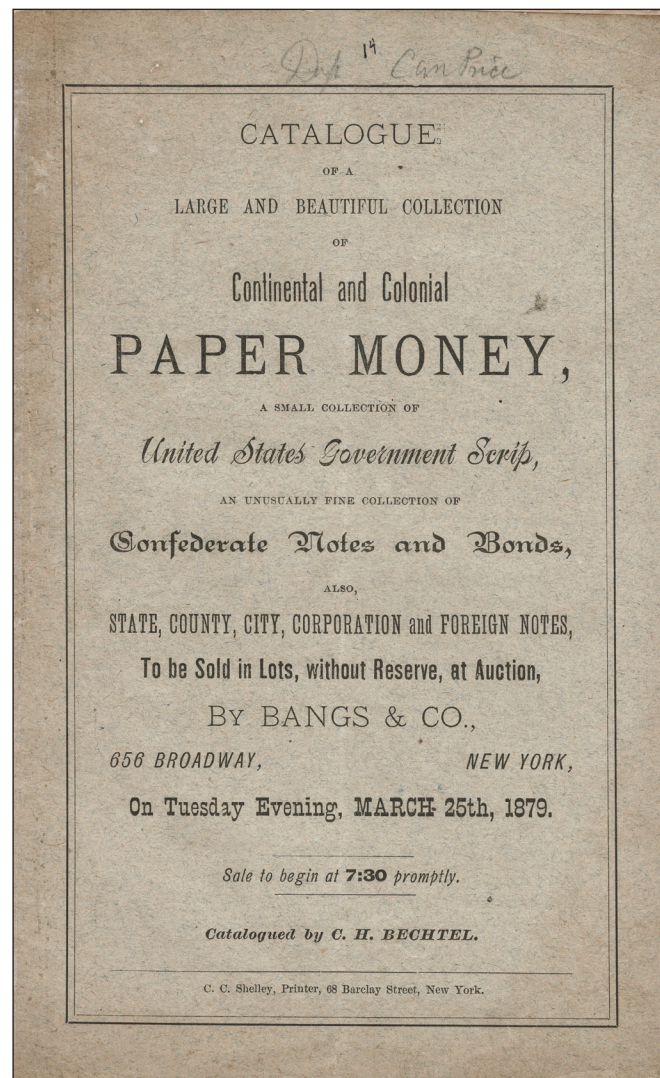 14
Dup Can Price
CATALOGUE
OF A
LARGE AND BEAUTIFUL COLLECTION
OF
Continental and Colonial
PAPER MONEY,
A SMALL COLLECTION OF
United States Government Scrip,
AN UNUSUALLY FINE COLLECTION OF
Confederate Notes and Bonds,
ALSO,
STATE, COUNTY, CITY, CORPORATION and FOREIGN NOTES,
To be Sold in Lots, without Reserve, at Auction,
BY BANGS & CO.,
656 BROADWAY, NEW YORK,
On Tuesday Evening, MARCH 25th, 1879.
Sale to begin at 7:30 promptly.
Catalogued by C. H. BECHTEL.
C. C. Shelley, Printer, 68 Barclay Street, New York.